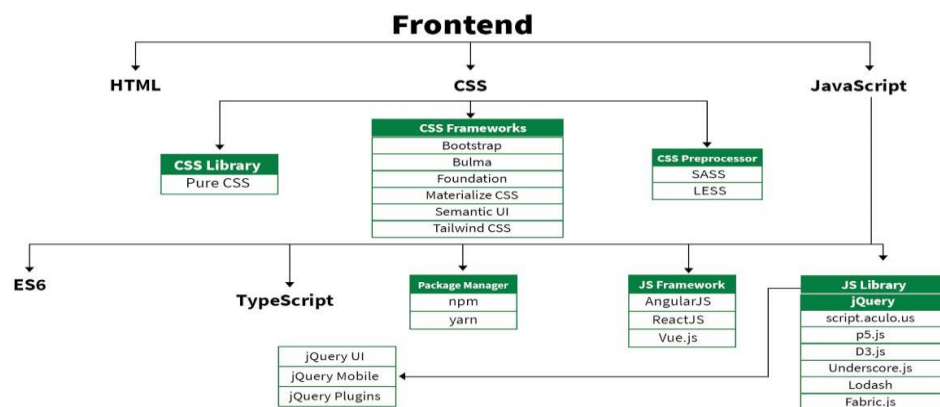 Frontend
HTML
CSS
JavaScript
CSS Library
Pure CSS
CSS Frameworks
Bootstrap
Bulma
Foundation
Materialize CSS
Semantic UI
Tailwind CSS
CSS Preprocessor
SASS
LESS
ES6
TypeScript
Package Manager
npm
yarn
JS Framework
AngularJS
ReactJS
Vue.js
JS Library
jQuery
script.aculo.us
p5.js
D3.js
Underscore.js
Lodash
Fabric.js
jQuery UI
jQuery Mobile
jQuery Plugins